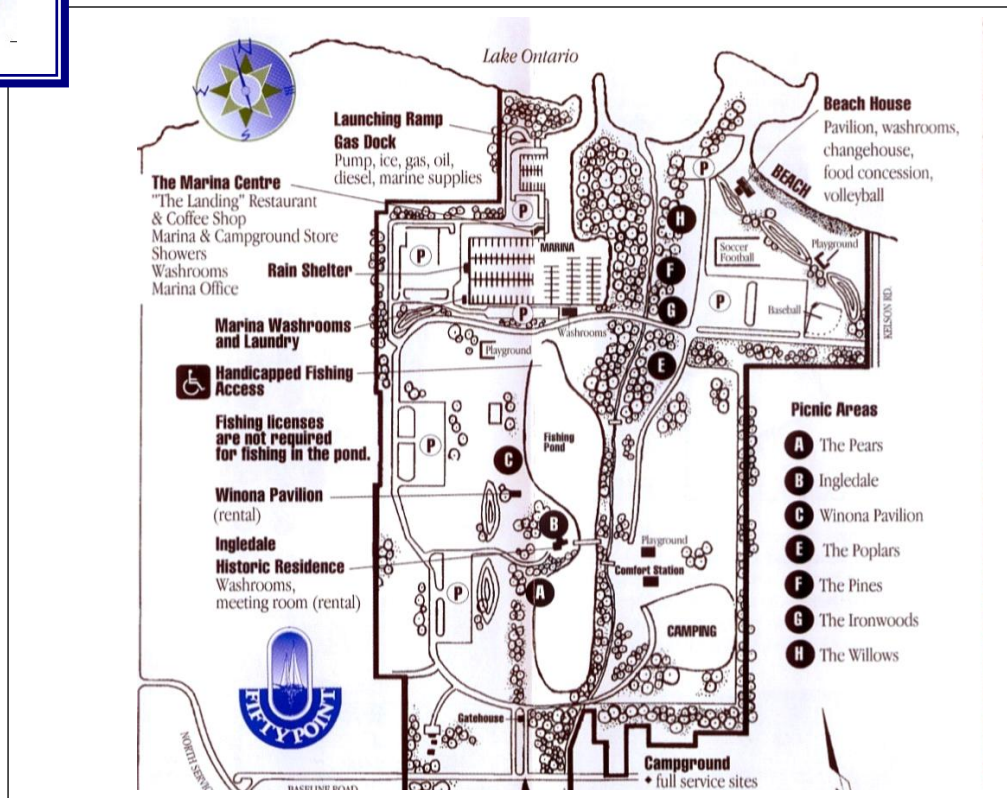 N
W
E
S
Lake Ontario
Launching Ramp
Gas Dock
Pump, ice, gas, oil,
diesel, marine supplies
The Marina Centre
"The Landing" Restaurant
& Coffee Shop
Marina & Campground Store
Showers
Washrooms
Marina Office
Rain Shelter
Marina Washrooms
and Laundry
Handicapped Fishing
Access
Fishing licenses
are not required
for fishing in the pond.
Winona Pavilion
(rental)
Ingledale
Historic Residence
Washrooms,
meeting room (rental)
FIFTY POINT
Beach House
Pavilion, washrooms,
changehouse,
food concession,
volleyball
BEACH
P
P
P
P
P
P
P
P
MARINA
Washrooms
Playground
Soccer
Football
Playground
Baseball
KELSON RD.
H
F
G
E
C
B
A
Fishing
Pond
Playground
Comfort Station
CAMPING
Gatehouse
Picnic Areas
A The Pears
B Ingledale
C Winona Pavilion
E The Poplars
F The Pines
G The Ironwoods
H The Willows
Campground
• full service sites
BASELINE ROAD